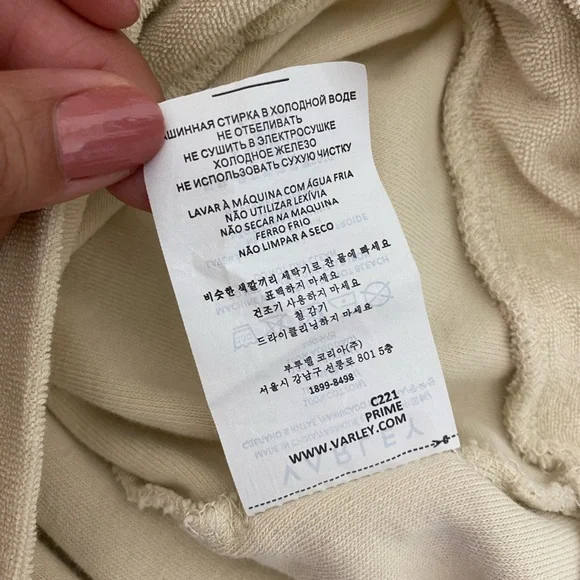 АШИННАЯ СТИРКА В ХОЛОДНОЙ ВОДЕ
НЕ ОТБЕЛИВАТЬ
НЕ СУШИТЬ В ЭЛЕКТРОСУШКЕ
ХОЛОДНОЕ ЖЕЛЕЗО
НЕ ИСПОЛЬЗОВАТЬ СУХУЮ ЧИСТКУ
LAVAR À MÁQUINA COM ÁGUA FRIA
NÃO UTILIZAR LEXÍVIA
NÃO SECAR NA MAQUINA
FERRO FRIO
NÃO LIMPAR A SECO
비슷한 색깔끼리 세탁기로 찬 물에 빠세요
표백하지 마세요
건조기 사용하지 마세요
철 감기
드라이클리닝하지 마세요
부루벨 코리아(주)
서울시 강남구 선릉로 801 5층
1899-8498
C221
PRIME
WWW.VARLEY.COM